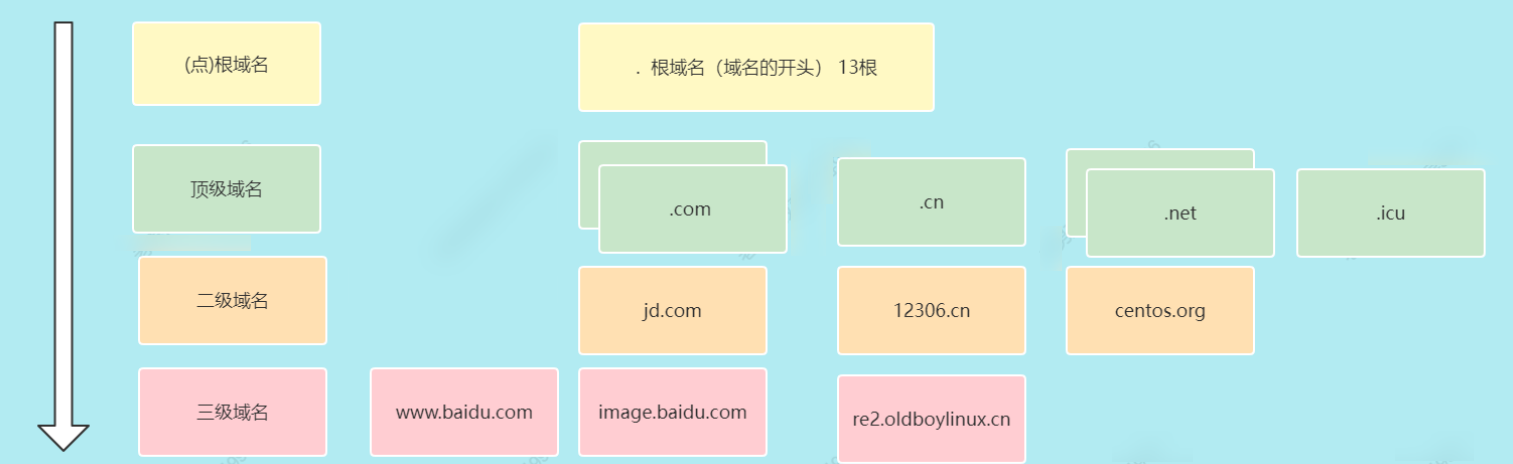 (点)根域名
. 根域名（域名的开头） 13根
顶级域名
.com
.cn
.net
.icu
二级域名
jd.com
12306.cn
centos.org
三级域名
www.baidu.com
image.baidu.com
re2.oldboylinux.cn